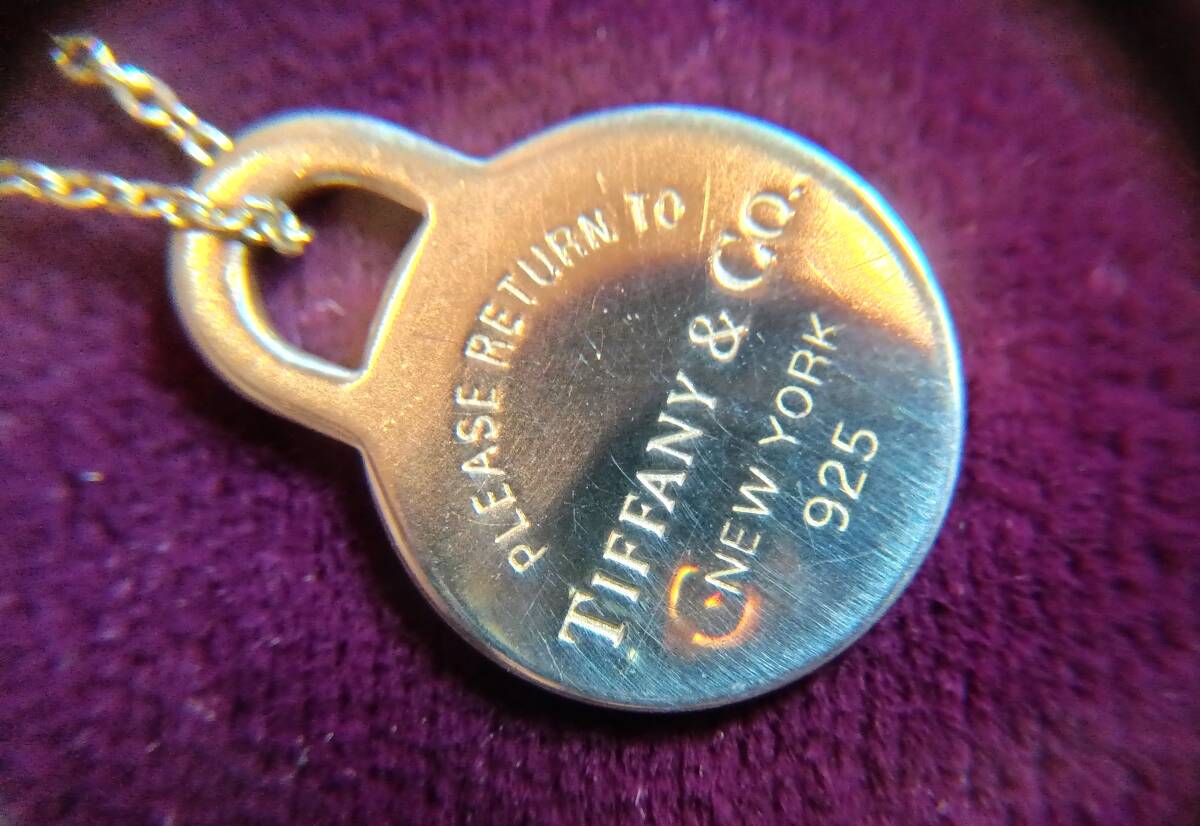 PLEASE RETURN TO
TIFFANY & CO.
NEW YORK
925